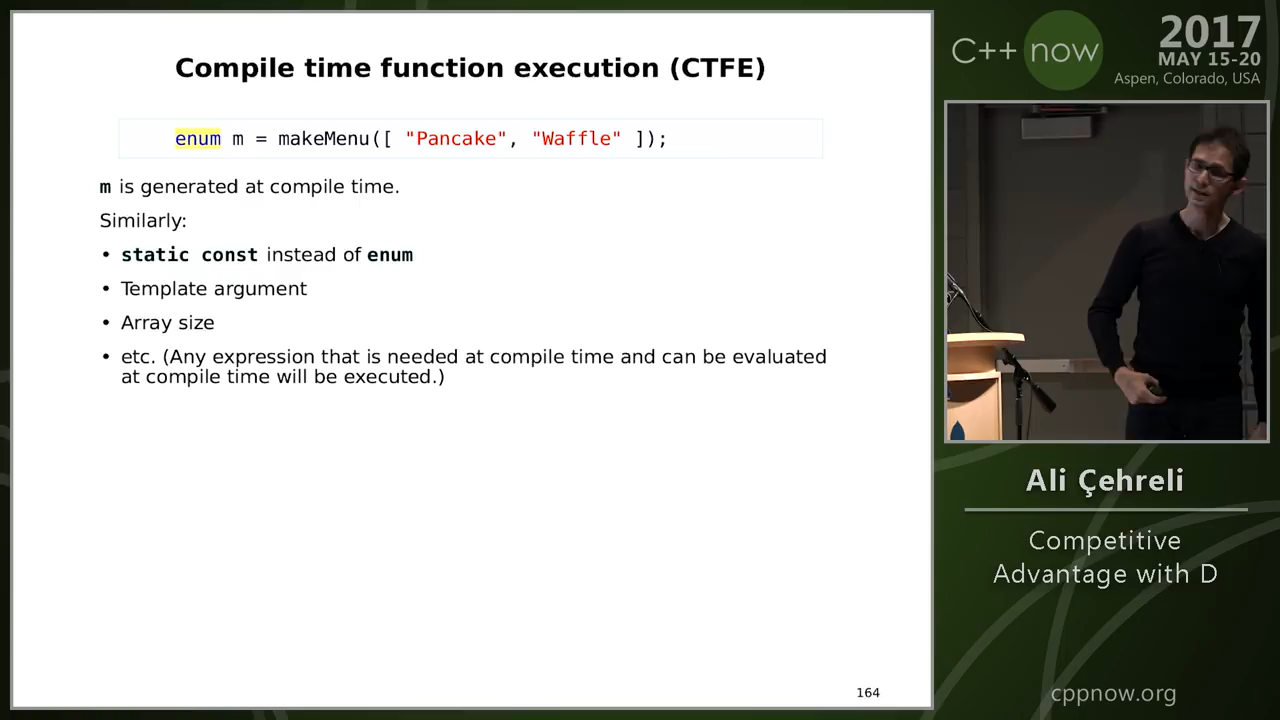 Compile time function execution (CTFE)
enum m = makeMenu([ "Pancake", "Waffle" ]);
m is generated at compile time.
Similarly:
• static const instead of enum
• Template argument
• Array size
• etc. (Any expression that is needed at compile time and can be evaluated
at compile time will be executed.)
164
C++ now
2017
MAY 15-20
Aspen, Colorado, USA
Ali Çehreli
Competitive
Advantage with D
cppnow.org